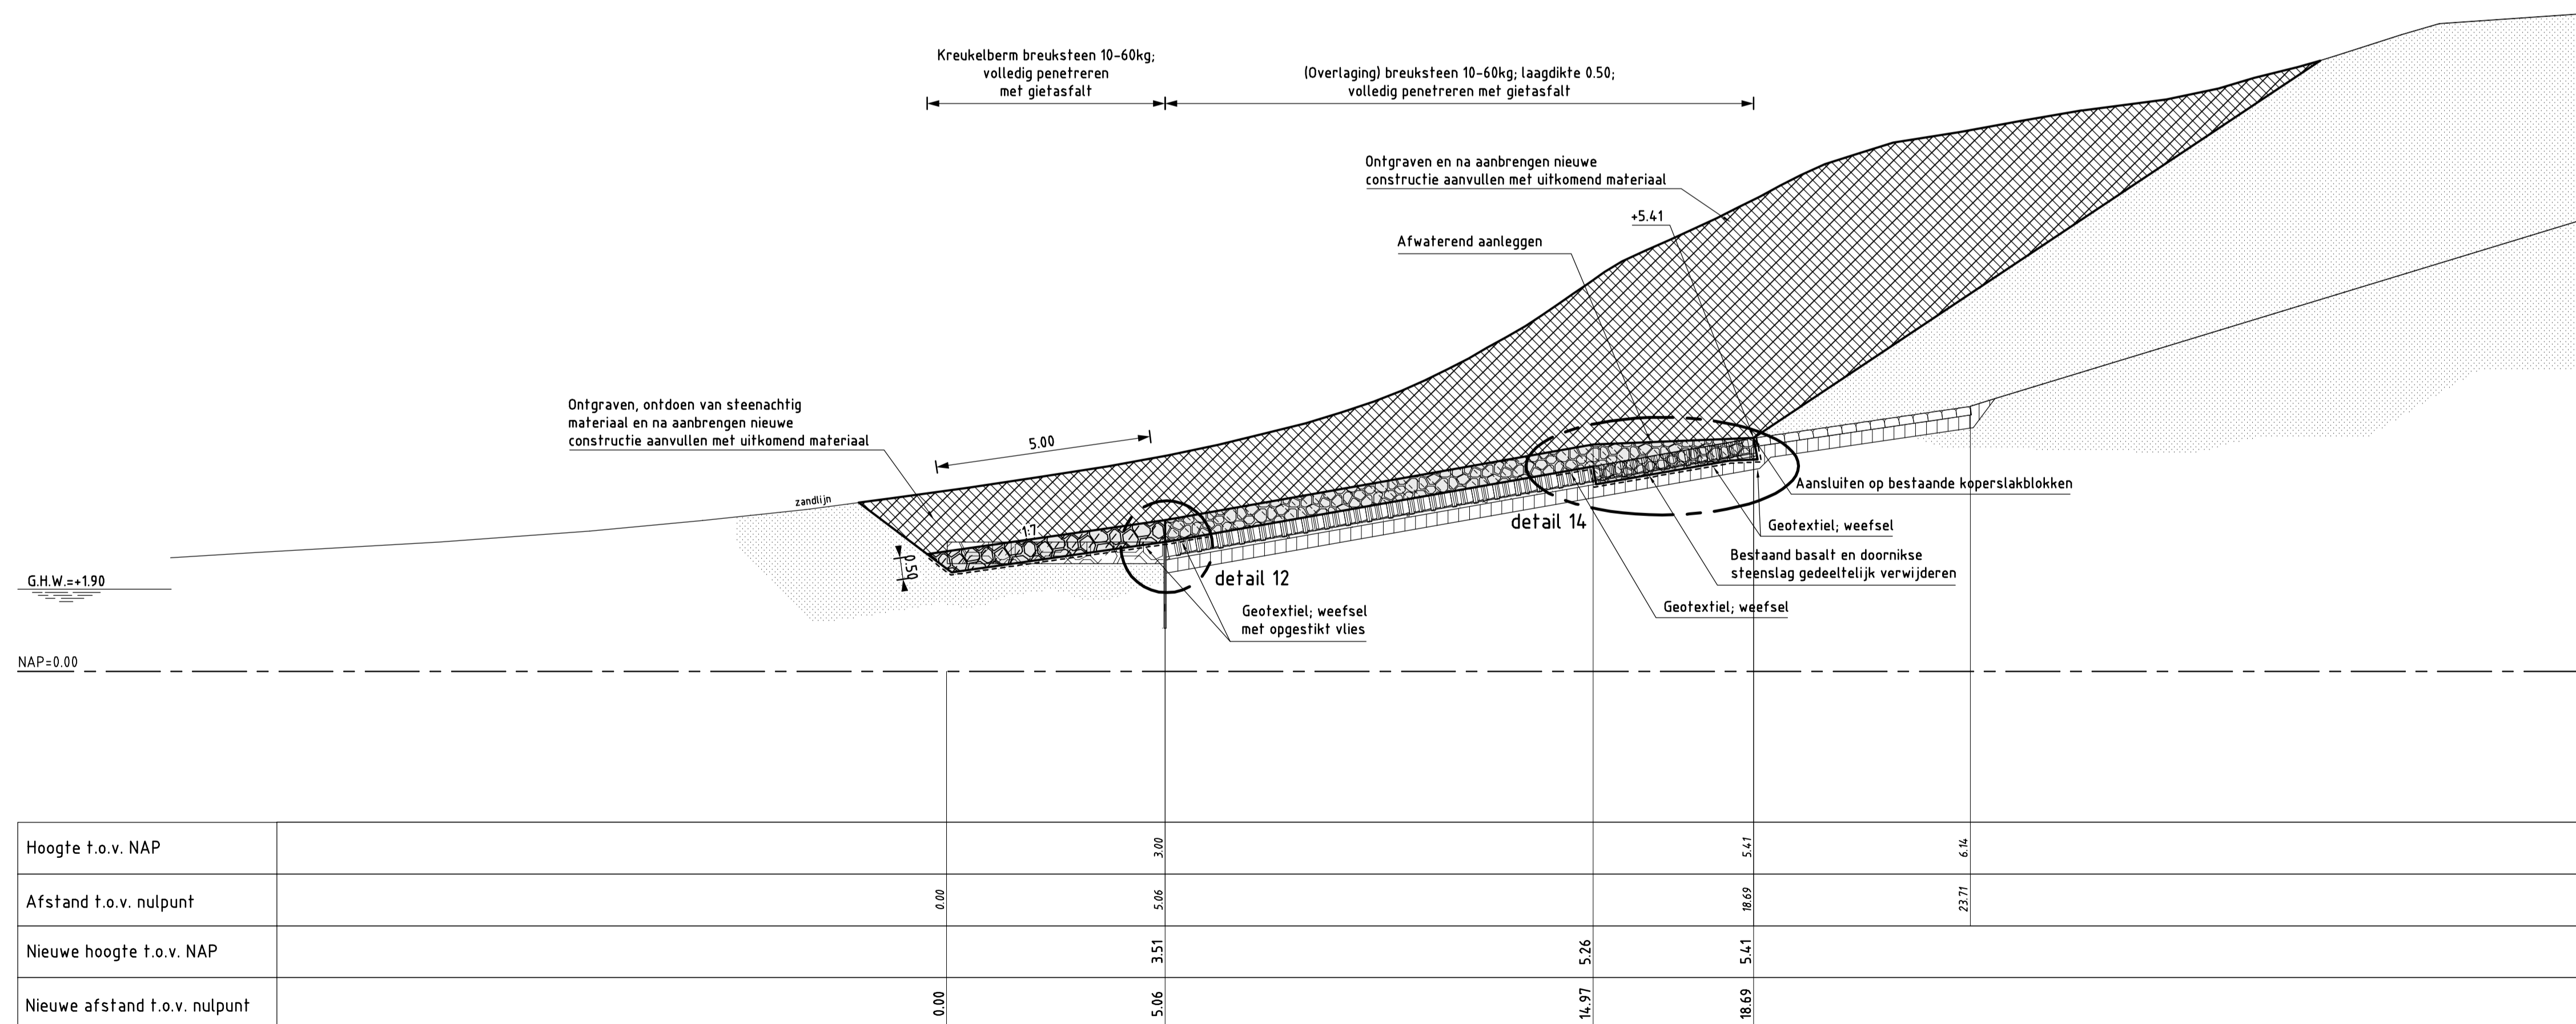 Kreukelberm breuksteen 10-60kg;
volledig penetreren
met gietasfalt
(Overlaging) breuksteen 10-60kg; laagdikte 0.50;
volledig penetreren met gietasfalt
Ontgraven en na aanbrengen nieuwe
constructie aanvullen met uitkomend materiaal
+5.41
Afwaterend aanleggen
Ontgraven, ontdoen van steenachtig
materiaal en na aanbrengen nieuwe
constructie aanvullen met uitkomend materiaal
5.00
zandlijn
1:7
0.50
detail 12
detail 14
Aansluiten op bestaande koperslakblokken
Geotextiel; weefsel
Bestaand basalt en doornikse
steenslag gedeeltelijk verwijderen
Geotextiel; weefsel
Geotextiel; weefsel
met opgestikt vlies
G.H.W.=+1.90
NAP=0.00
Hoogte t.o.v. NAP 3.00 5.41 6.14
Afstand t.o.v. nulpunt 0.00 5.06 18.69 23.71
Nieuwe hoogte t.o.v. NAP 3.51 5.26 5.41
Nieuwe afstand t.o.v. nulpunt 0.00 5.06 14.97 18.69